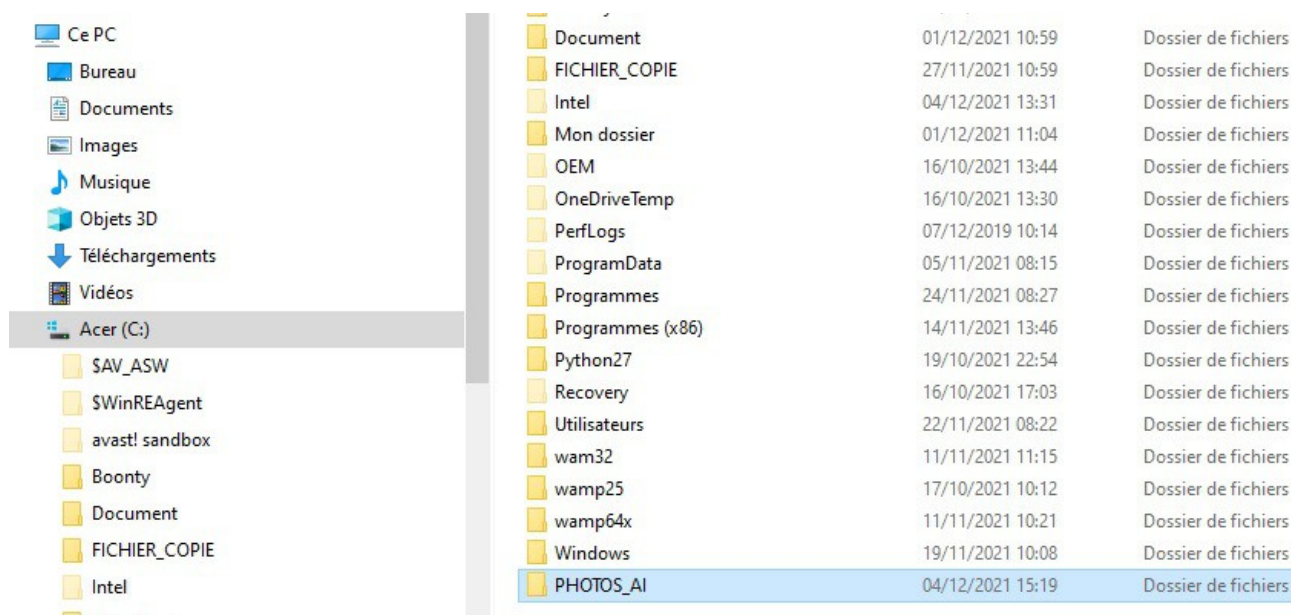 Ce PC
Bureau
Documents
Images
Musique
Objets 3D
Téléchargements
Vidéos
Acer (C:)
$AV_ASW
$WinREAgent
avast! sandbox
Boonty
Document
FICHIER_COPIE
Intel
Document 01/12/2021 10:59 Dossier de fichiers
FICHIER_COPIE 27/11/2021 10:59 Dossier de fichiers
Intel 04/12/2021 13:31 Dossier de fichiers
Mon dossier 01/12/2021 11:04 Dossier de fichiers
OEM 16/10/2021 13:44 Dossier de fichiers
OneDriveTemp 16/10/2021 13:30 Dossier de fichiers
PerfLogs 07/12/2019 10:14 Dossier de fichiers
ProgramData 05/11/2021 08:15 Dossier de fichiers
Programmes 24/11/2021 08:27 Dossier de fichiers
Programmes (x86) 14/11/2021 13:46 Dossier de fichiers
Python27 19/10/2021 22:54 Dossier de fichiers
Recovery 16/10/2021 17:03 Dossier de fichiers
Utilisateurs 22/11/2021 08:22 Dossier de fichiers
wam32 11/11/2021 11:15 Dossier de fichiers
wamp25 17/10/2021 10:12 Dossier de fichiers
wamp64x 11/11/2021 10:21 Dossier de fichiers
Windows 19/11/2021 10:08 Dossier de fichiers
PHOTOS_AI 04/12/2021 15:19 Dossier de fichiers